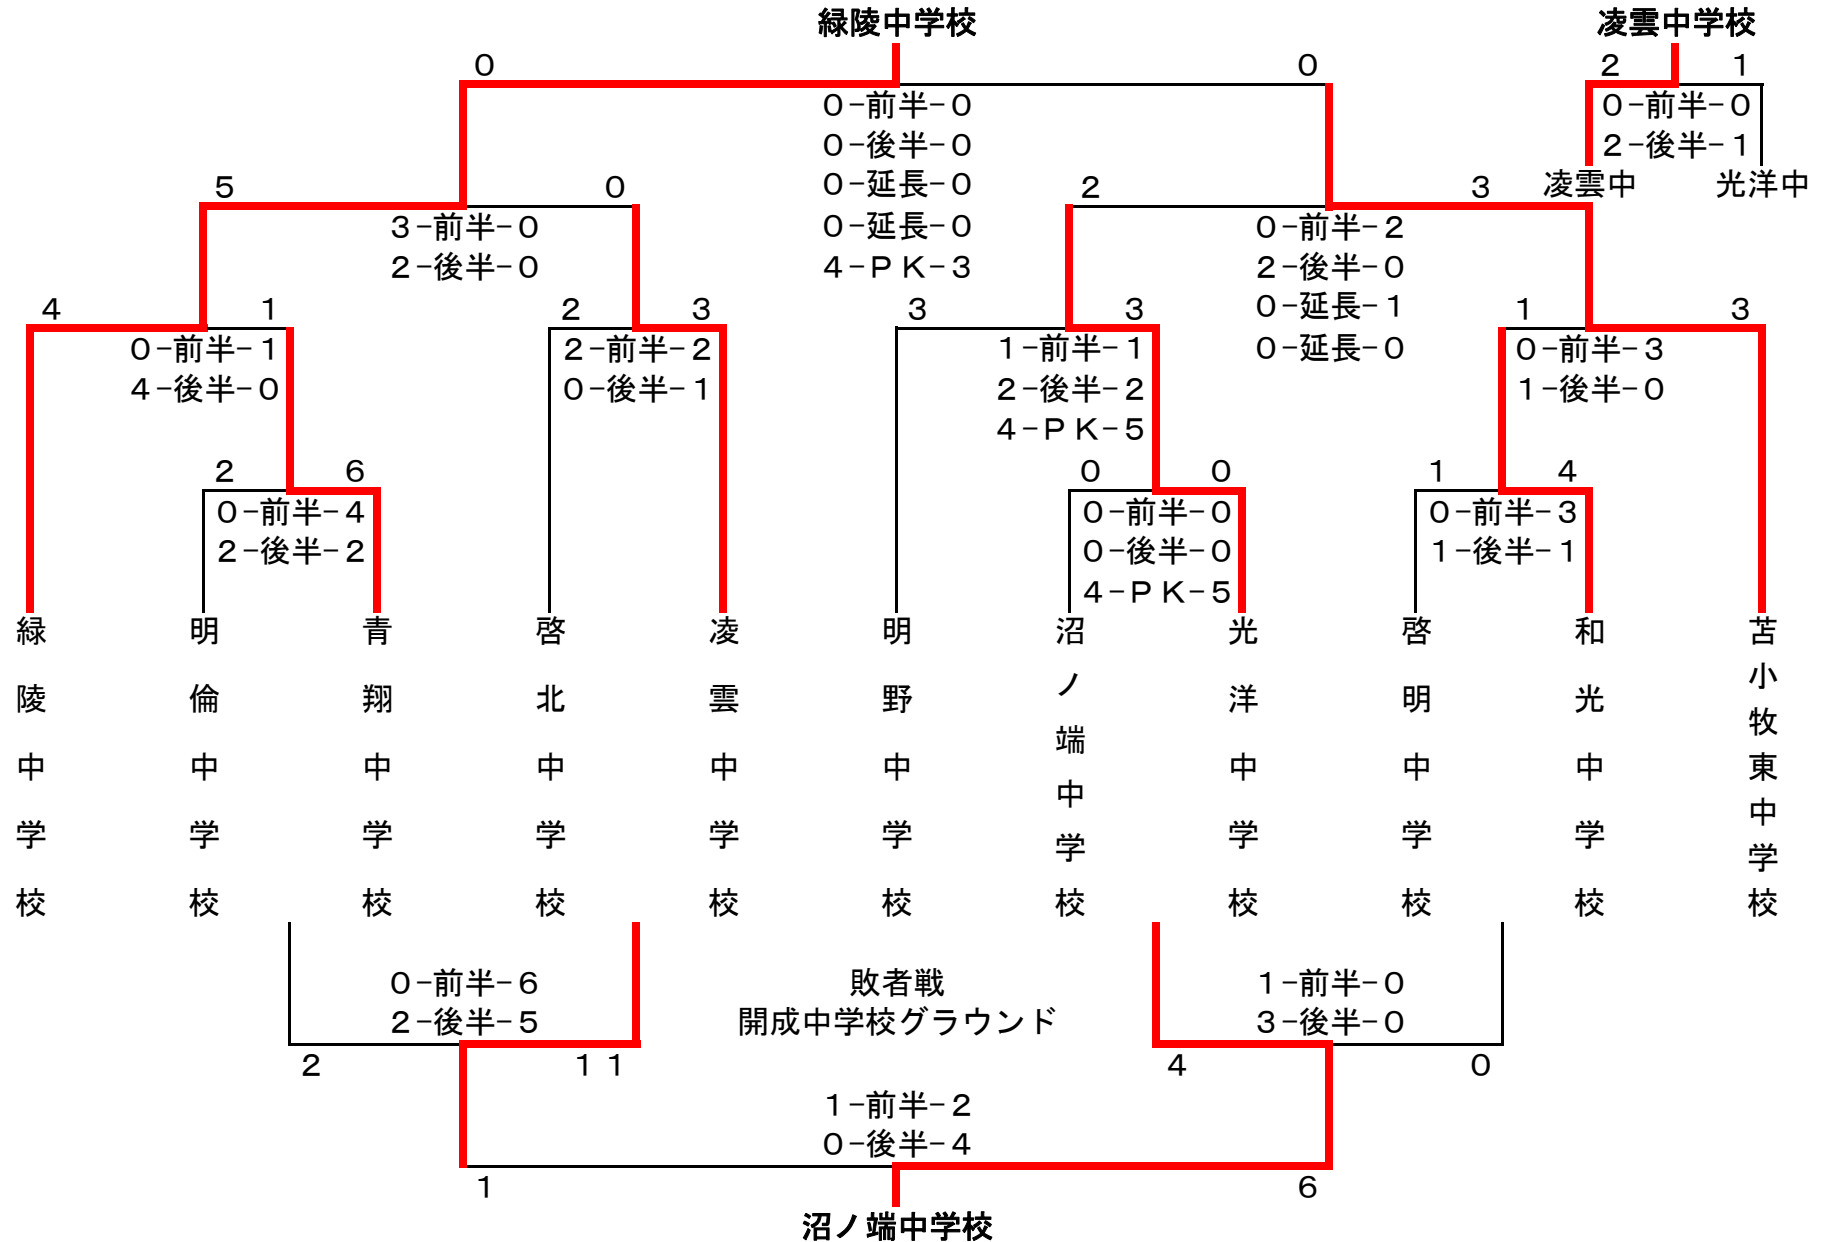 緑陵中学校
凌雲中学校
0
0
2
1
0-前半-0
0-後半-0
0-延長-0
0-延長-0
4-PK-3
0-前半-0
2-後半-1
凌雲中
光洋中
5
0
3-前半-0
2-後半-0
2
3
0-前半-2
2-後半-0
0-延長-1
0-延長-0
4
1
0-前半-1
4-後半-0
2
3
2-前半-2
0-後半-1
3
3
1-前半-1
2-後半-2
4-PK-5
1
3
0-前半-3
1-後半-0
2
6
0-前半-4
2-後半-2
0
0
0-前半-0
0-後半-0
4-PK-5
1
4
0-前半-3
1-後半-1
緑陵中学校
明倫中学校
青翔中学校
啓北中学校
凌雲中学校
明野中学校
沼ノ端中学校
光洋中学校
啓明中学校
和光中学校
苫小牧東中学校
0-前半-6
2-後半-5
2
11
敗者戦
開成中学校グラウンド
1-前半-0
3-後半-0
4
0
1-前半-2
0-後半-4
1
6
沼ノ端中学校